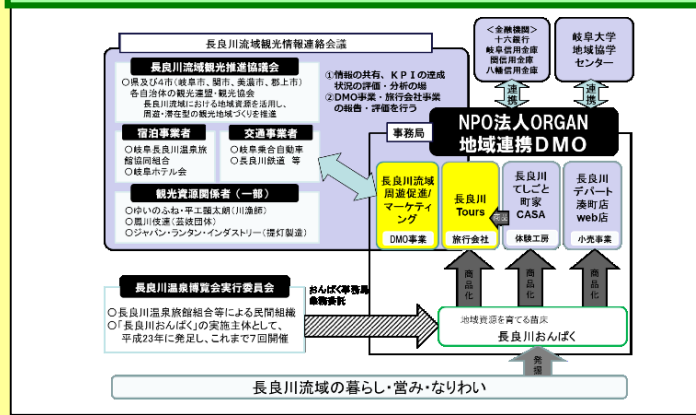 長良川流域観光情報連絡会議
長良川流域観光推進協議会
○県及び4市(岐阜市、関市、美濃市、郡上市)
各自治体の観光連盟・観光協会
長良川流域における地域資源を活用し、
周遊・滞在型の観光地域づくりを推進
宿泊事業者
○岐阜長良川温泉旅
館協同組合
○岐阜ホテル会
交通事業者
○岐阜乗合自動車
○長良川鉄道 等
観光資源関係者(一部)
○ゆいのふね・平工顕太郎(川漁師)
○鳳川伎連(芸妓団体)
○ジャパン・ランタン・インダストリー(提灯製造)
①情報の共有、KPIの達成
状況の評価・分析の場
②DMO事業・旅行会社事業
の報告・評価を行う
<金融機関>
十六銀行
岐阜信用金庫
関信用金庫
八幡信用金庫
岐阜大学
地域協学
センター
連携
連携
事務局
NPO法人ORGAN
地域連携DMO
長良川流域
周遊促進/
マーケティ
ング
DMO事業
長良川
Tours
旅行会社
長良川
てしごと
町家
CASA
体験工房
長良川
デパート
湊町店
web店
小売事業
商品化
商品化
商品化
長良川温泉博覧会実行委員会
○長良川温泉旅館組合等による民間組織
○「長良川おんぱく」の実施主体として、
平成23年に発足し、これまで7回開催
おんぱく事務局
業務委託
地域資源を育てる苗床
長良川おんぱく
発掘
長良川流域の暮らし・営み・なりわい